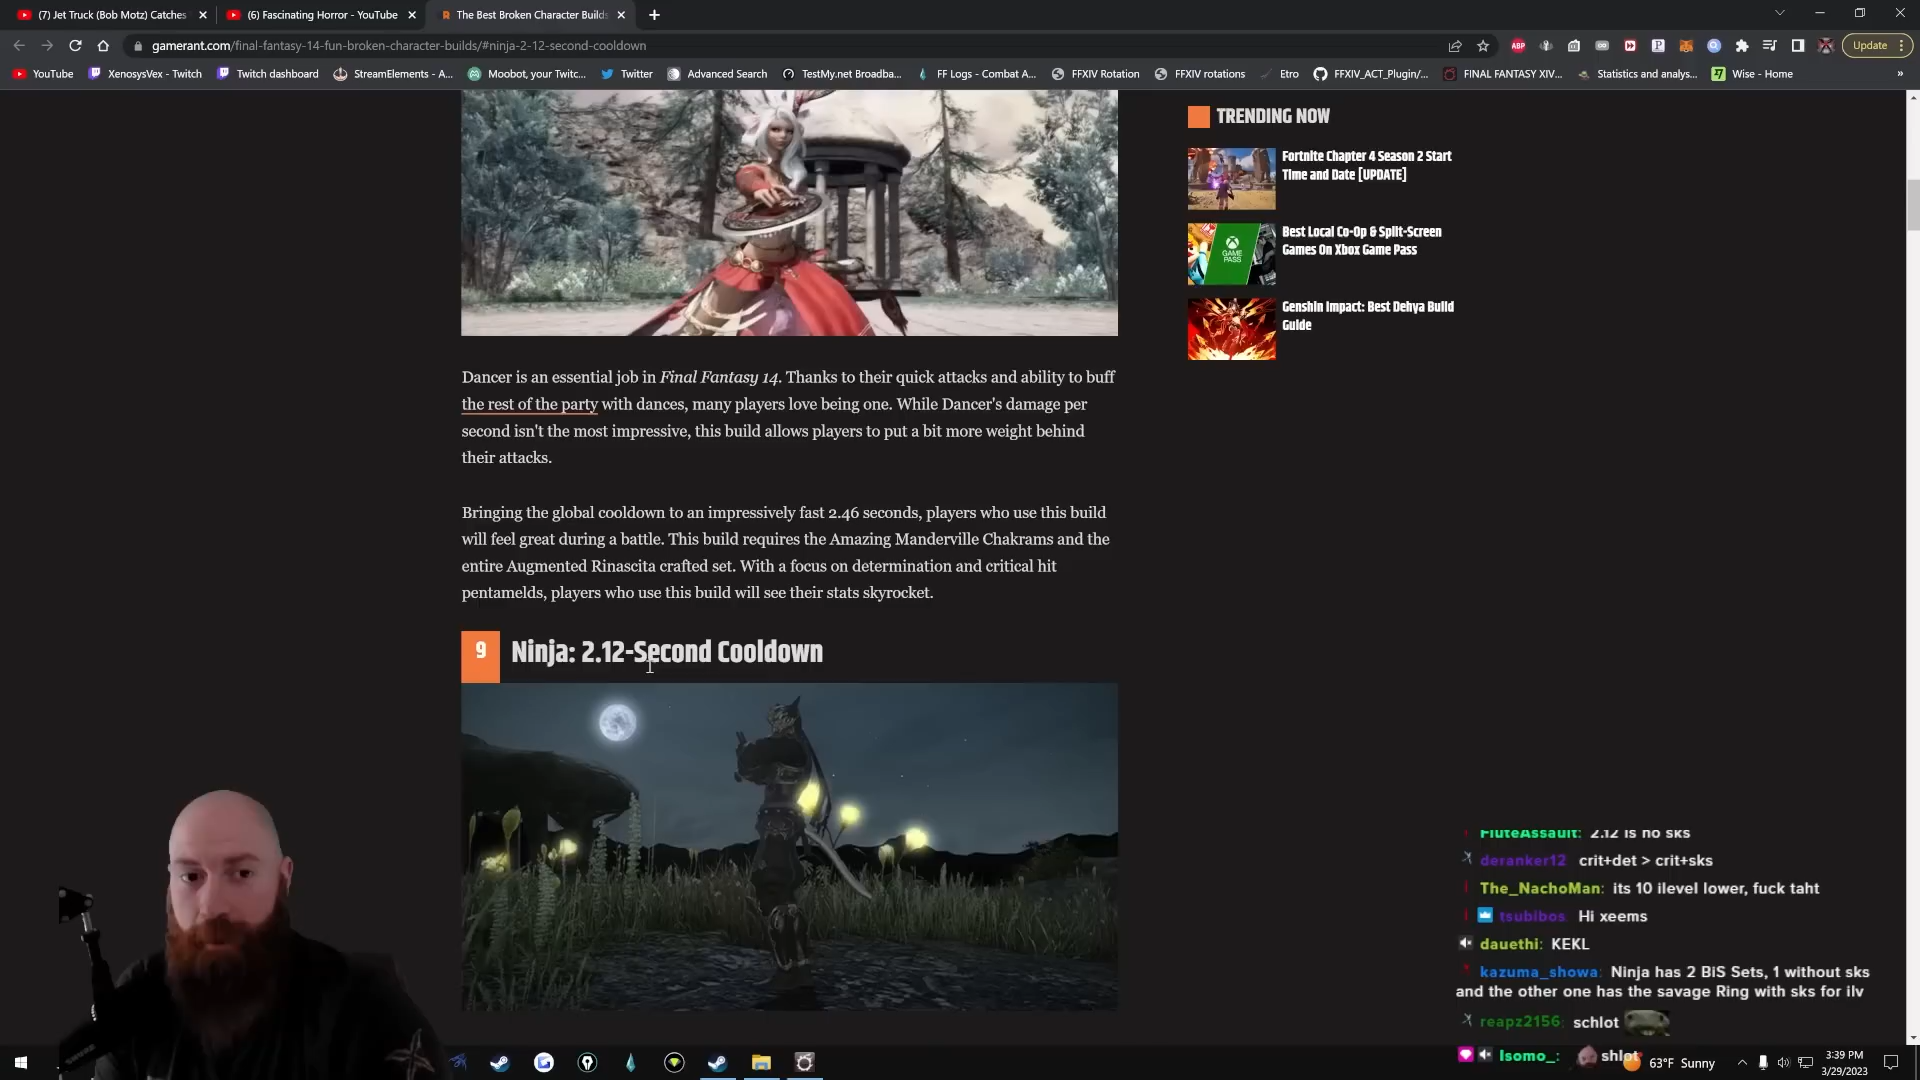 (7) Jet Truck (Bob Motz) Catches
(6) Fascinating Horror - YouTube
The Best Broken Character Builds
gamerant.com/final-fantasy-14-fun-broken-character-builds/#ninja-2-12-second-cooldown
ABP
Update
YouTube
XenosysVex - Twitch
Twitch dashboard
StreamElements - A...
Moobot, your Twitc...
Twitter
Advanced Search
TestMy.net Broadba...
FF Logs - Combat A...
FFXIV Rotation
FFXIV rotations
Etro
FFXIV_ACT_Plugin/...
FINAL FANTASY XIV...
Statistics and analys...
Wise - Home
TRENDING NOW
Fortnite Chapter 4 Season 2 Start
Time and Date [UPDATE]
GAME
PASS
Best Local Co-Op & Split-Screen
Games On Xbox Game Pass
Genshin Impact: Best Dehya Build
Guide
Dancer is an essential job in Final Fantasy 14. Thanks to their quick attacks and ability to buff
the rest of the party with dances, many players love being one. While Dancer's damage per
second isn't the most impressive, this build allows players to put a bit more weight behind
their attacks.
Bringing the global cooldown to an impressively fast 2.46 seconds, players who use this build
will feel great during a battle. This build requires the Amazing Manderville Chakrams and the
entire Augmented Rinascita crafted set. With a focus on determination and critical hit
pentamelds, players who use this build will see their stats skyrocket.
9
Ninja: 2.12-Second Cooldown
FluteAssault: 2.12 is no sks
deranker12 crit+det > crit+sks
The_NachoMan: its 10 ilevel lower, fuck taht
tsubibos: Hi xeems
dauethi: KEKL
kazuma_showa: Ninja has 2 BiS Sets, 1 without sks
and the other one has the savage Ring with sks for ilv
reapz2156: schlot
Isomo_: shlot
63°F Sunny
3:39 PM
3/29/2023